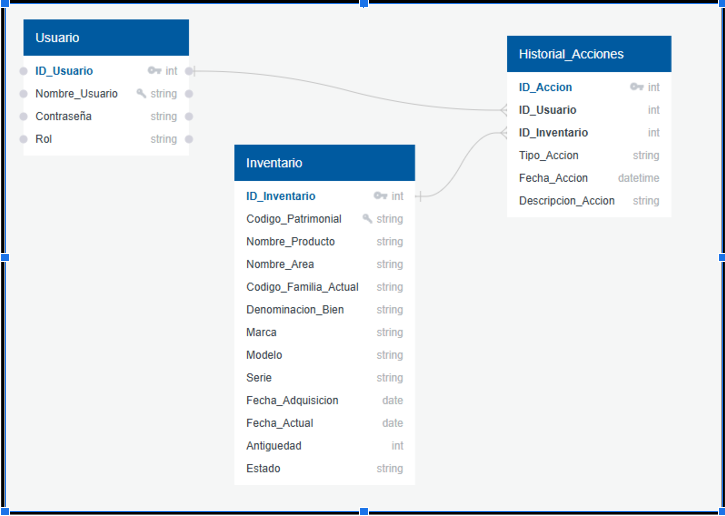 Usuario
ID_Usuario int
Nombre_Usuario string
Contraseña string
Rol string
Inventario
ID_Inventario int
Codigo_Patrimonial string
Nombre_Producto string
Nombre_Area string
Codigo_Familia_Actual string
Denominacion_Bien string
Marca string
Modelo string
Serie string
Fecha_Adquisicion date
Fecha_Actual date
Antiguedad int
Estado string
Historial_Acciones
ID_Accion int
ID_Usuario int
ID_Inventario int
Tipo_Accion string
Fecha_Accion datetime
Descripcion_Accion string